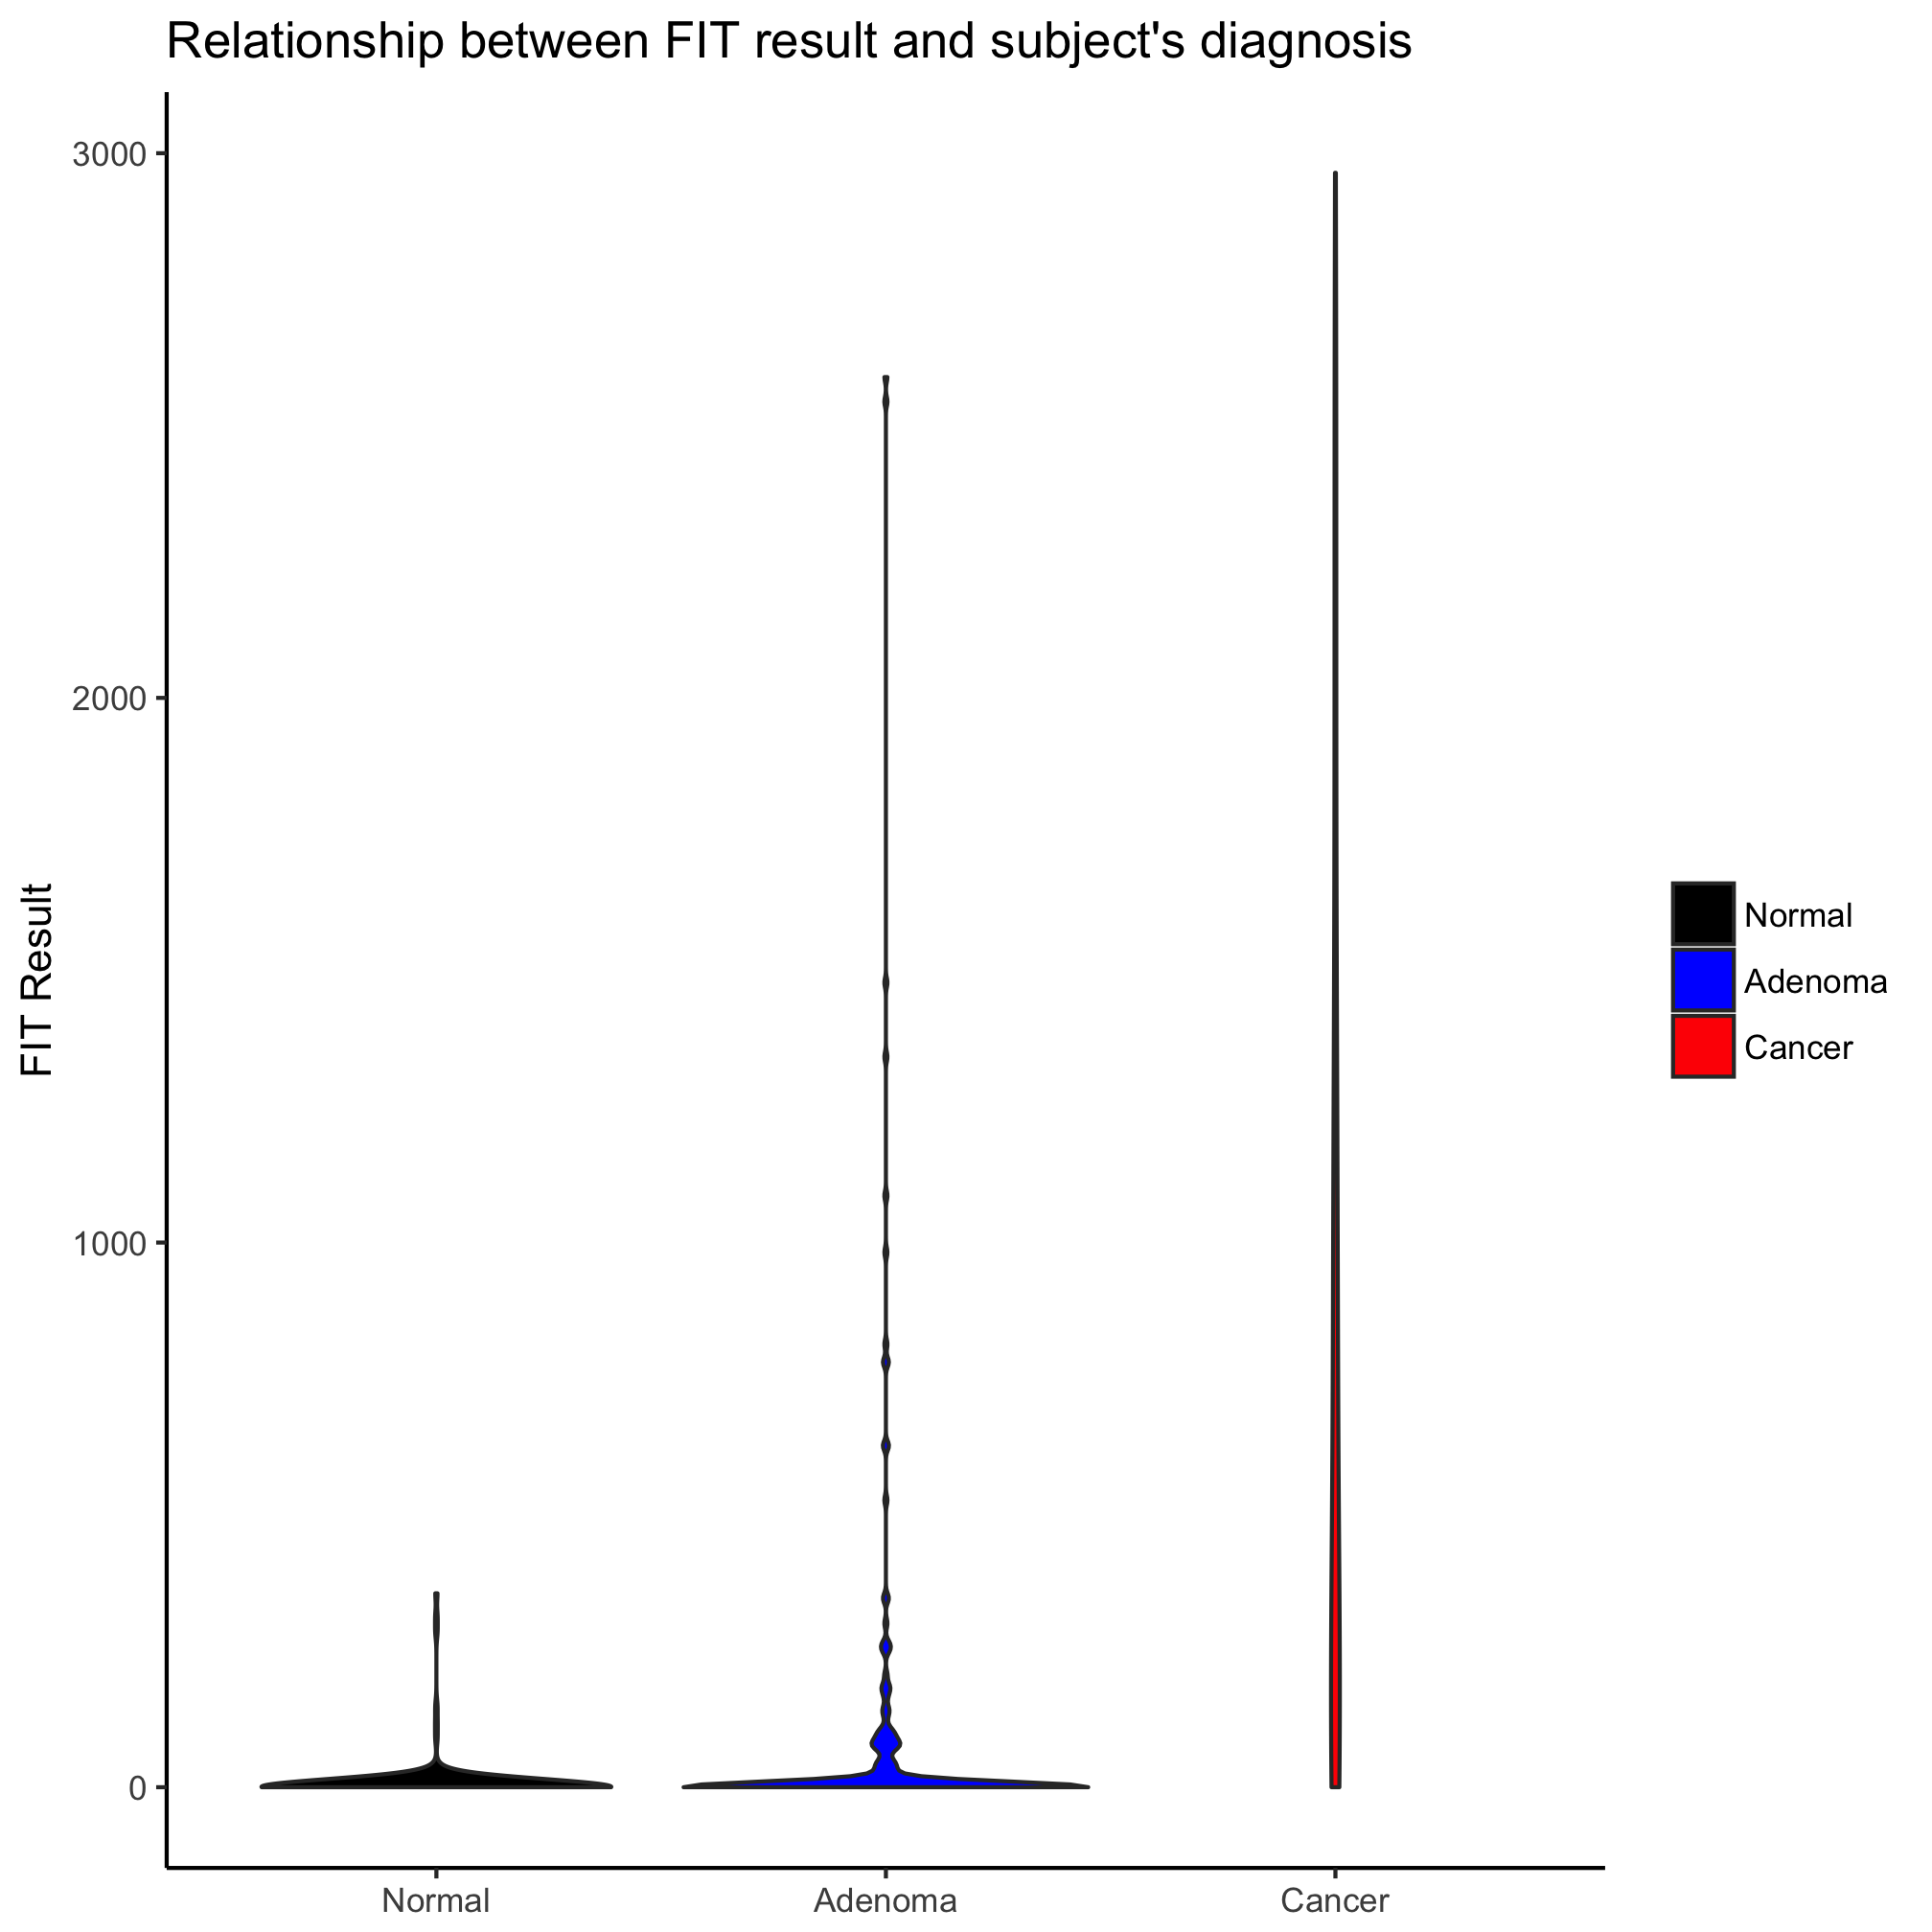 Relationship between FIT result and subject's diagnosis
3000
2000
1000
0
FIT Result
Normal
Adenoma
Cancer
Normal
Adenoma
Cancer